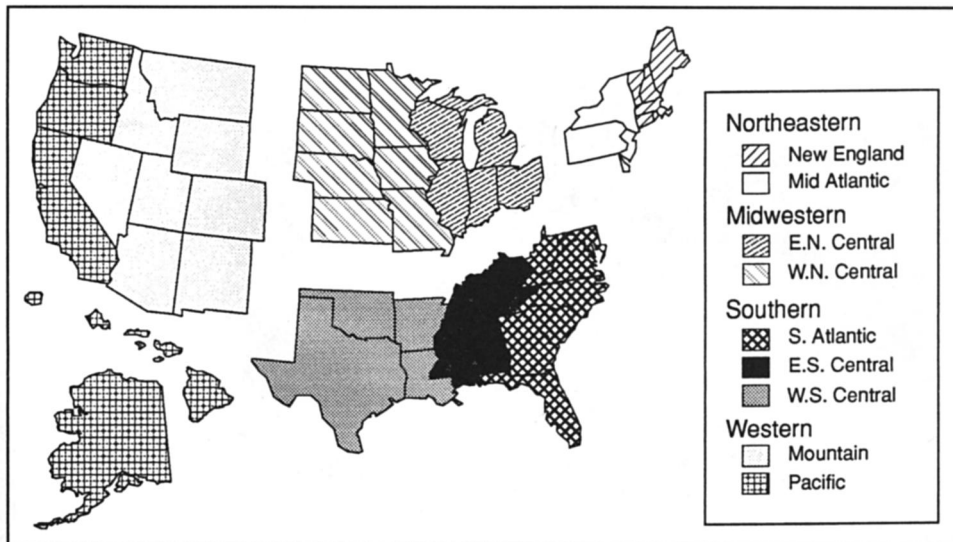 Northeastern
New England
Mid Atlantic
Midwestern
E.N. Central
W.N. Central
Southern
S. Atlantic
E.S. Central
W.S. Central
Western
Mountain
Pacific